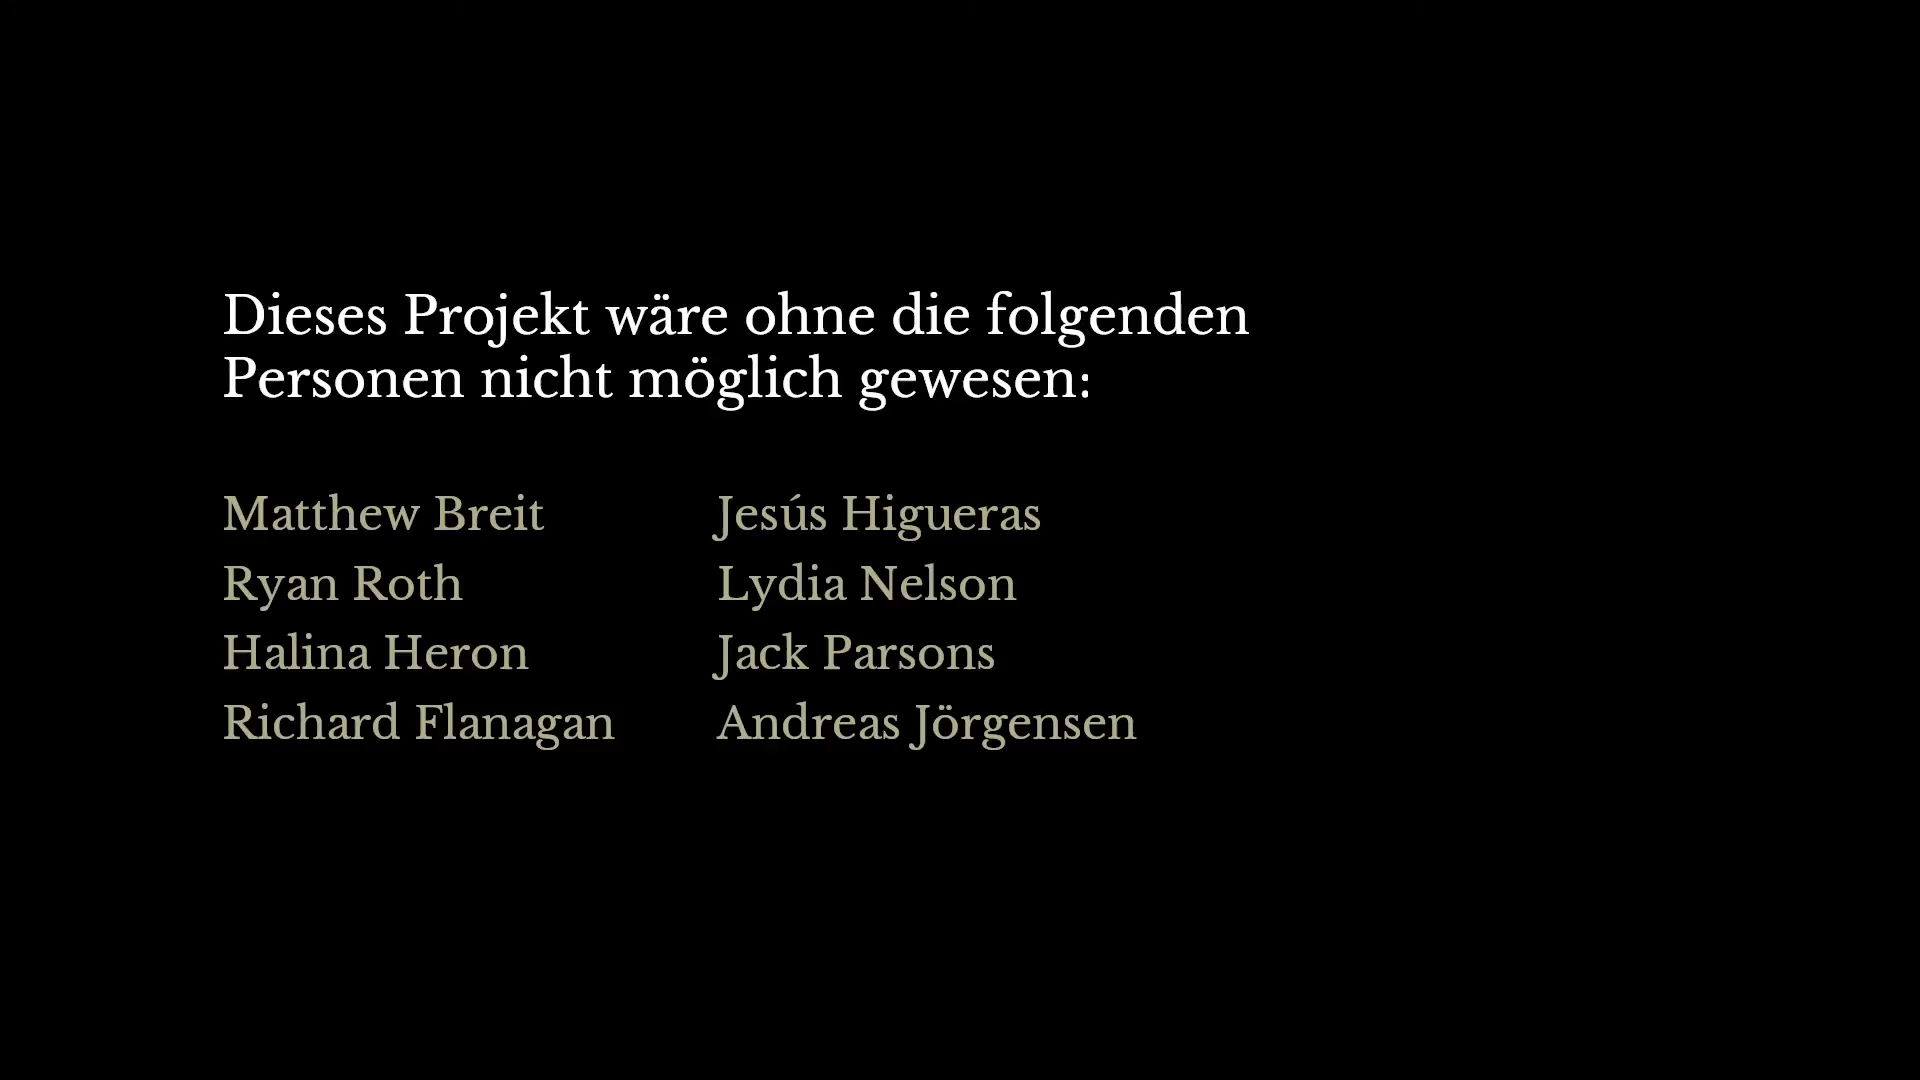 Dieses Projekt wäre ohne die folgenden
Personen nicht möglich gewesen:
Matthew Breit
Ryan Roth
Halina Heron
Richard Flanagan
Jesús Higueras
Lydia Nelson
Jack Parsons
Andreas Jörgensen